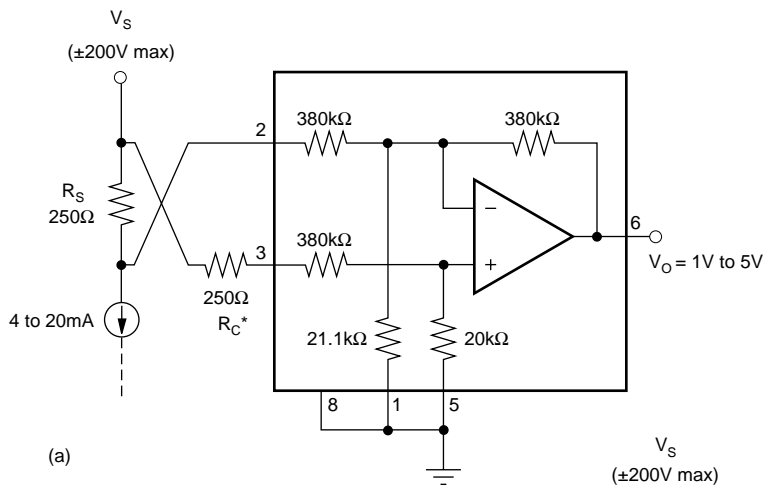 V_S
(±200V max)
2
380kΩ
380kΩ
R_S
250Ω
−
6
3
380kΩ
+
V_O = 1V to 5V
250Ω
R_C*
4 to 20mA
21.1kΩ
20kΩ
8
1
5
(a)
V_S
(±200V max)